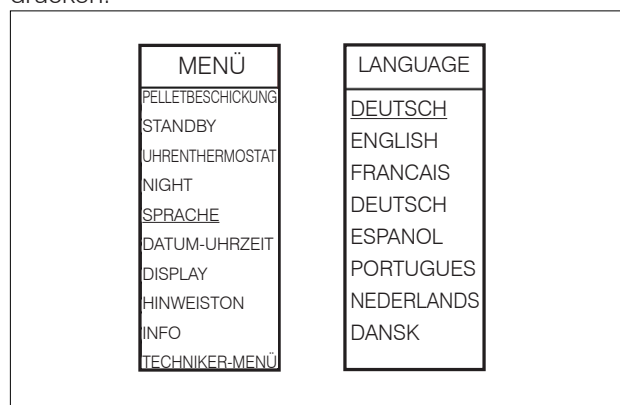 drücken.
MENÜ
PELLETBESCHICKUNG
STANDBY
UHRENTHERMOSTAT
NIGHT
SPRACHE
DATUM-UHRZEIT
DISPLAY
HINWEISTON
INFO
TECHNIKER-MENÜ
LANGUAGE
DEUTSCH
ENGLISH
FRANCAIS
DEUTSCH
ESPANOL
PORTUGUES
NEDERLANDS
DANSK